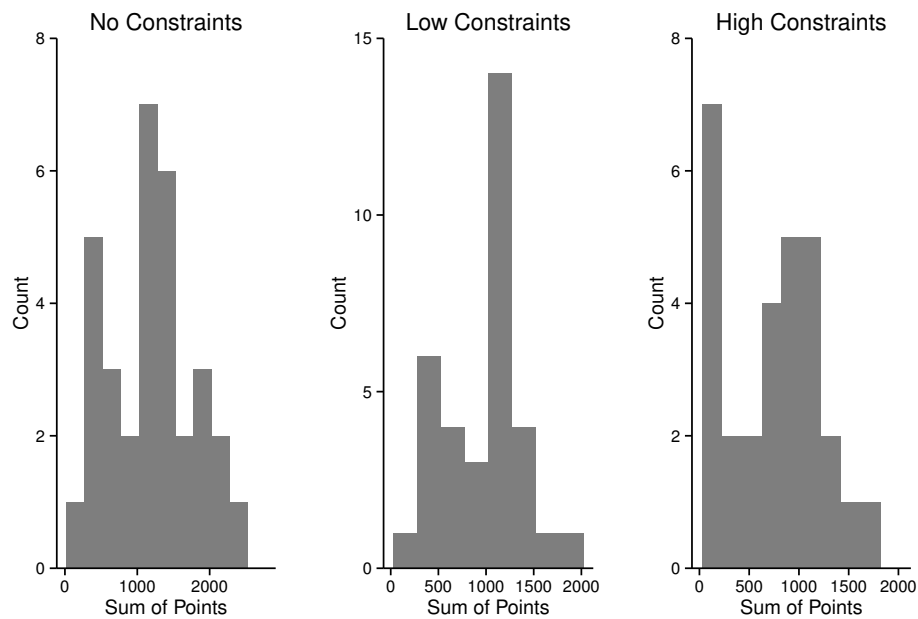 No Constraints
Low Constraints
High Constraints
8
6
4
2
0
Count
0 1000 2000
Sum of Points
15
10
5
0
Count
0 500 1000 1500 2000
Sum of Points
8
6
4
2
0
Count
0 500 1000 1500 2000
Sum of Points